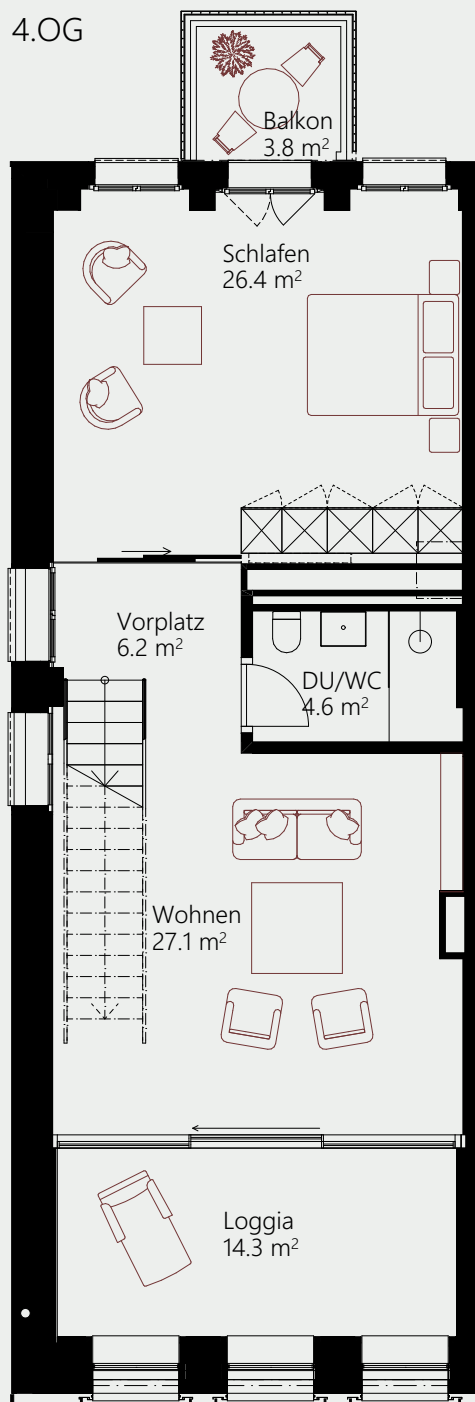 4.OG
Balkon
3.8 m²
Schlafen
26.4 m²
Vorplatz
6.2 m²
DU/WC
4.6 m²
Wohnen
27.1 m²
Loggia
14.3 m²